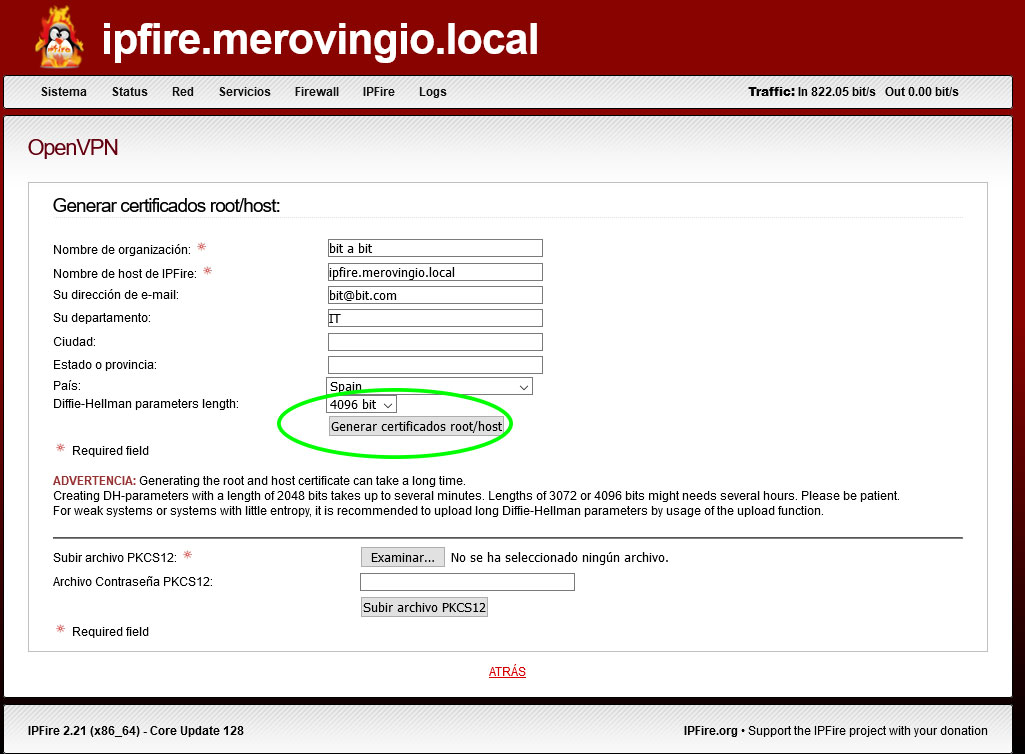 ipfire.merovingio.local
Sistema Status Red Servicios Firewall IPFire Logs Traffic: In 822.05 bit/s Out 0.00 bit/s
OpenVPN
Generar certificados root/host:
Nombre de organización: * bit a bit
Nombre de host de IPFire: * ipfire.merovingio.local
Su dirección de e-mail: bit@bit.com
Su departamento: IT
Ciudad:
Estado o provincia:
País: Spain
Diffie-Hellman parameters length: 4096 bit
Generar certificados root/host
* Required field
ADVERTENCIA: Generating the root and host certificate can take a long time.
Creating DH-parameters with a length of 2048 bits takes up to several minutes. Lengths of 3072 or 4096 bits might needs several hours. Please be patient.
For weak systems or systems with little entropy, it is recommended to upload long Diffie-Hellman parameters by usage of the upload function.
Subir archivo PKCS12: * Examinar... No se ha seleccionado ningún archivo.
Archivo Contraseña PKCS12:
Subir archivo PKCS12
* Required field
ATRÁS
IPFire 2.21 (x86_64) - Core Update 128 IPFire.org • Support the IPFire project with your donation